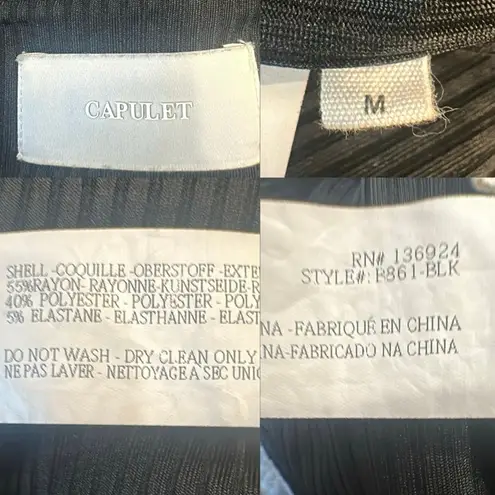 CAPULET
M
SHELL -COQUILLE -OBERSTOFF -EXTE
55%RAYON- RAYONNE-KUNSTSEIDE-R
40% POLYESTER - POLYESTER - POLY
5% ELASTANE - ELASTHANNE - ELAST
DO NOT WASH - DRY CLEAN ONLY
NE PAS LAVER - NETTOYAGE A SEC UNIQ
RN# 136924
STYLE#: P861-BLK
NA -FABRIQUÉ EN CHINA
NA-FABRICADO NA CHINA